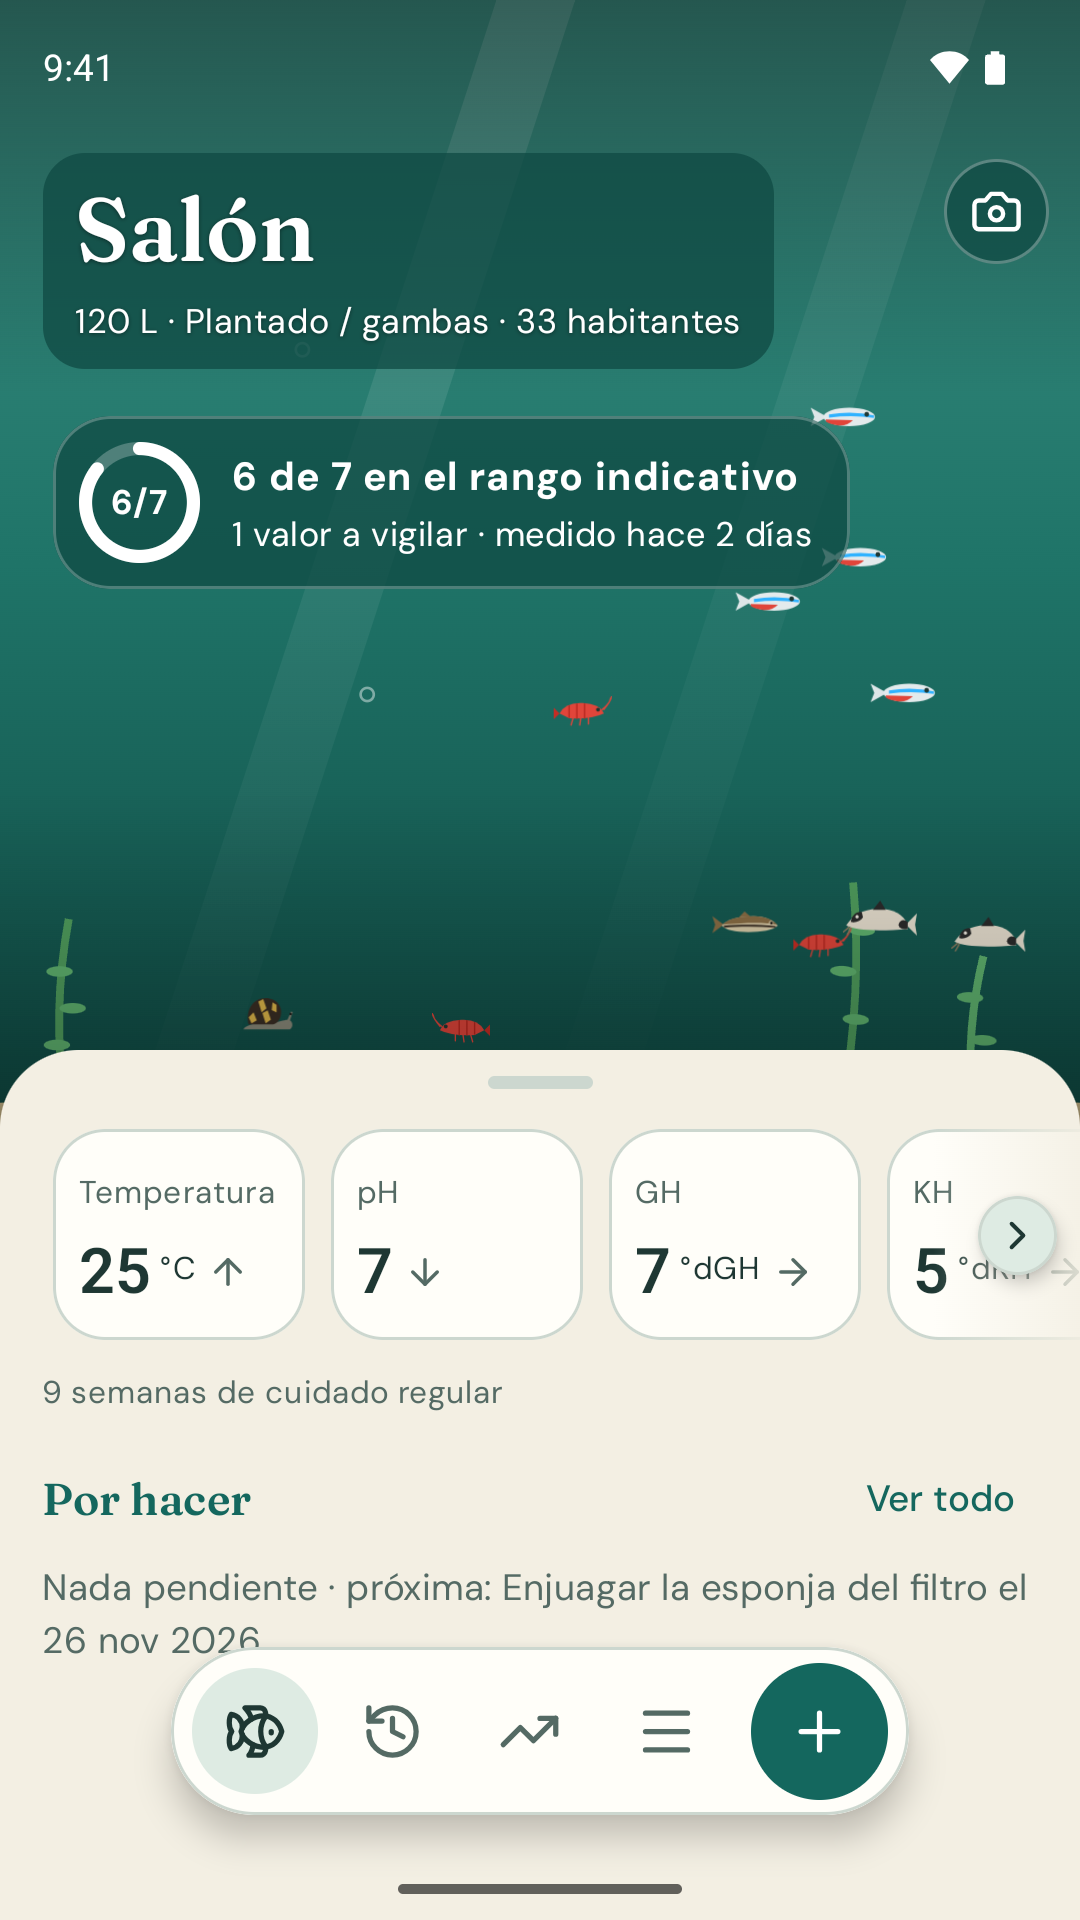 9:41
Salón
120 L · Plantado / gambas · 33 habitantes
6/7
6 de 7 en el rango indicativo
1 valor a vigilar · medido hace 2 días
Temperatura
25 °C ↑
pH
7 ↓
GH
7 °dGH →
KH
5 °dKH →
9 semanas de cuidado regular
Por hacer
Ver todo
Nada pendiente · próxima: Enjuagar la esponja del filtro el
26 nov 2026